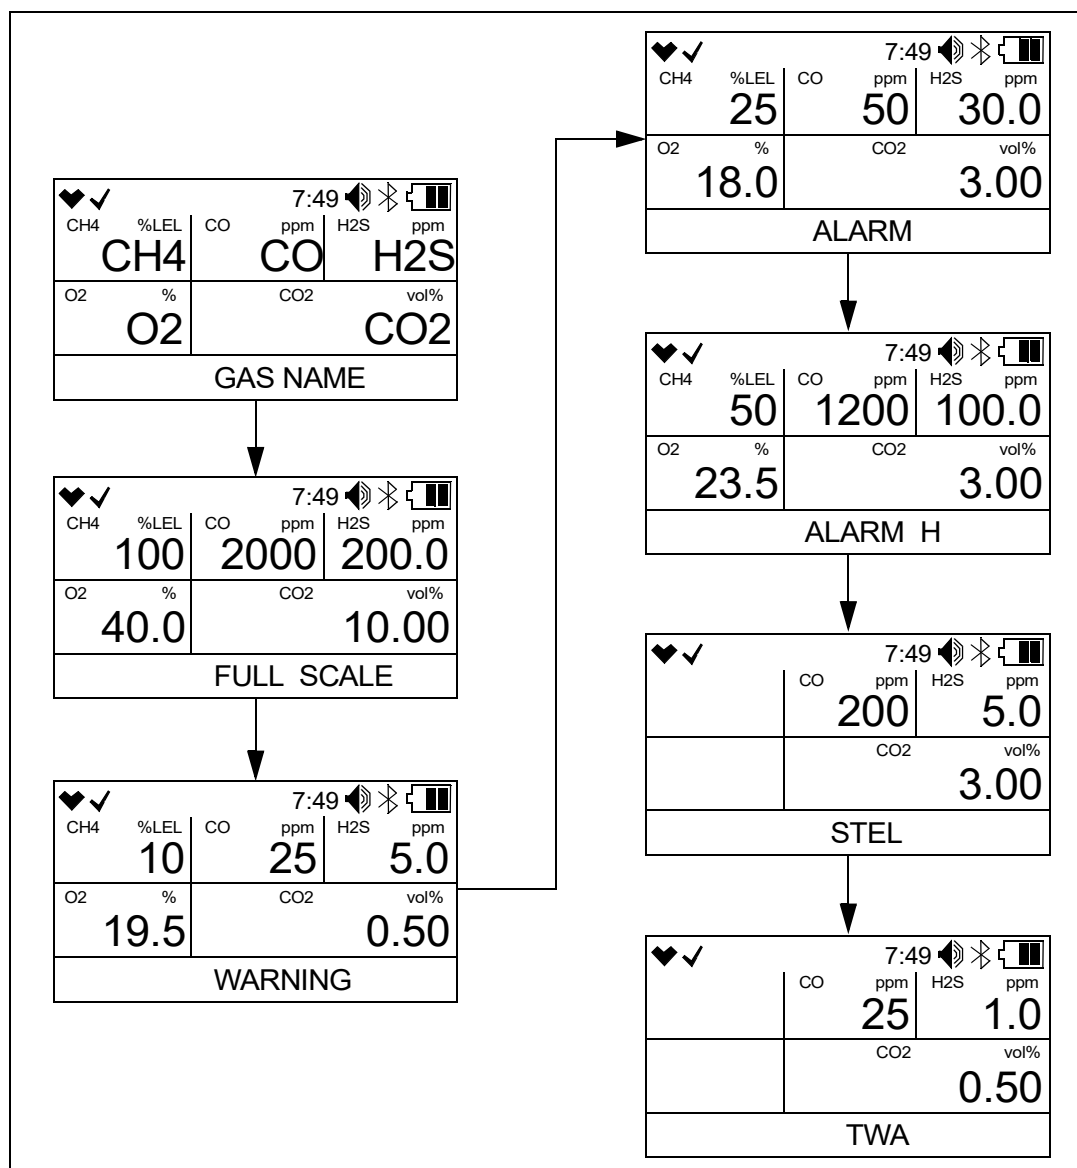 7:49
CH4 %LEL CO ppm H2S ppm
CH4 CO H2S
O2 % CO2 vol%
O2 CO2
GAS NAME
7:49
CH4 %LEL CO ppm H2S ppm
100 2000 200.0
O2 % CO2 vol%
40.0 10.00
FULL SCALE
7:49
CH4 %LEL CO ppm H2S ppm
10 25 5.0
O2 % CO2 vol%
19.5 0.50
WARNING
7:49
CH4 %LEL CO ppm H2S ppm
25 50 30.0
O2 % CO2 vol%
18.0 3.00
ALARM
7:49
CH4 %LEL CO ppm H2S ppm
50 1200 100.0
O2 % CO2 vol%
23.5 3.00
ALARM H
7:49
CO ppm H2S ppm
200 5.0
CO2 vol%
3.00
STEL
7:49
CO ppm H2S ppm
25 1.0
CO2 vol%
0.50
TWA